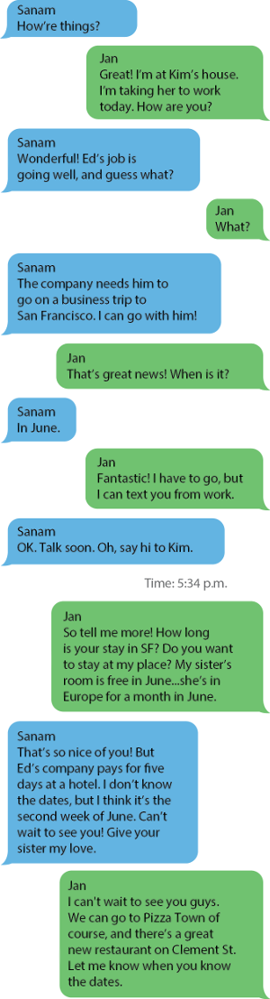 Sanam
How’re things?
Jan
Great! I’m at Kim’s house.
I’m taking her to work
today. How are you?
Sanam
Wonderful! Ed’s job is
going well, and guess what?
Jan
What?
Sanam
The company needs him to
go on a business trip to
San Francisco. I can go with him!
Jan
That’s great news! When is it?
Sanam
In June.
Jan
Fantastic! I have to go, but
I can text you from work.
Sanam
OK. Talk soon. Oh, say hi to Kim.
Time: 5:34 p.m.
Jan
So tell me more! How long
is your stay in SF? Do you want
to stay at my place? My sister’s
room is free in June...she’s in
Europe for a month in June.
Sanam
That’s so nice of you! But
Ed’s company pays for five
days at a hotel. I don’t know
the dates, but I think it’s the
second week of June. Can’t
wait to see you! Give your
sister my love.
Jan
I can't wait to see you guys.
We can go to Pizza Town of
course, and there’s a great
new restaurant on Clement St.
Let me know when you know
the dates.